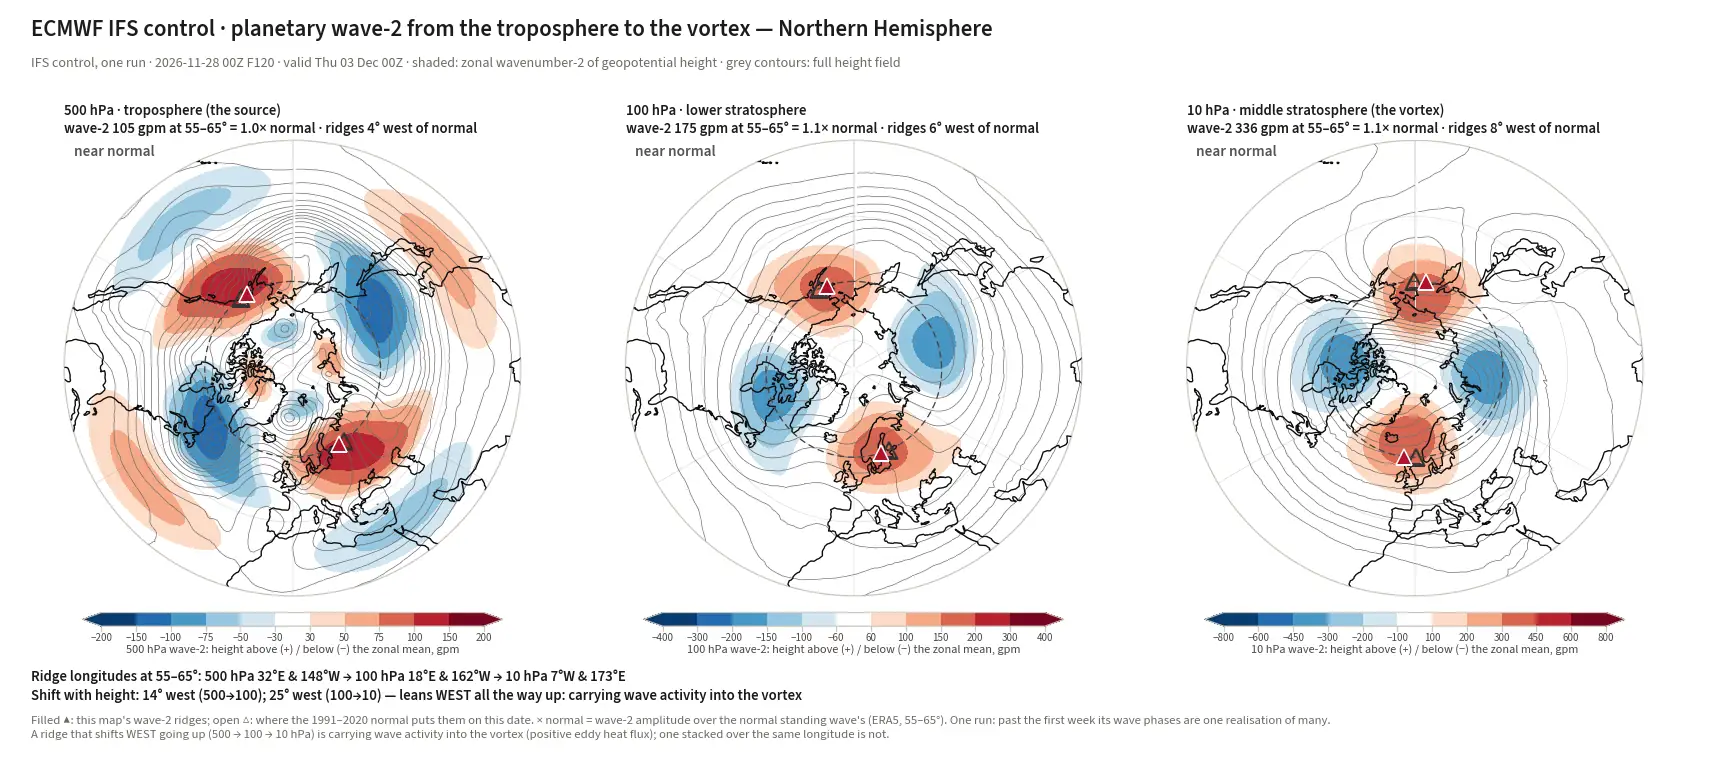 ECMWF IFS control · planetary wave-2 from the troposphere to the vortex — Northern Hemisphere
IFS control, one run · 2026-11-28 00Z F120 · valid Thu 03 Dec 00Z · shaded: zonal wavenumber-2 of geopotential height · grey contours: full height field
500 hPa · troposphere (the source)
wave-2 105 gpm at 55–65° = 1.0× normal · ridges 4° west of normal
near normal
100 hPa · lower stratosphere
wave-2 175 gpm at 55–65° = 1.1× normal · ridges 6° west of normal
near normal
10 hPa · middle stratosphere (the vortex)
wave-2 336 gpm at 55–65° = 1.1× normal · ridges 8° west of normal
near normal
−200 −150 −100 −75 −50 −30 30 50 75 100 150 200
500 hPa wave-2: height above (+) / below (−) the zonal mean, gpm
−400 −300 −200 −150 −100 −60 60 100 150 200 300 400
100 hPa wave-2: height above (+) / below (−) the zonal mean, gpm
−800 −600 −450 −300 −200 −100 100 200 300 450 600 800
10 hPa wave-2: height above (+) / below (−) the zonal mean, gpm
Ridge longitudes at 55–65°: 500 hPa 32°E & 148°W → 100 hPa 18°E & 162°W → 10 hPa 7°W & 173°E
Shift with height: 14° west (500→100); 25° west (100→10) — leans WEST all the way up: carrying wave activity into the vortex
Filled ▲: this map's wave-2 ridges; open △: where the 1991–2020 normal puts them on this date. × normal = wave-2 amplitude over the normal standing wave's (ERA5, 55–65°). One run: past the first week its wave phases are one realisation of many.
A ridge that shifts WEST going up (500 → 100 → 10 hPa) is carrying wave activity into the vortex (positive eddy heat flux); one stacked over the same longitude is not.